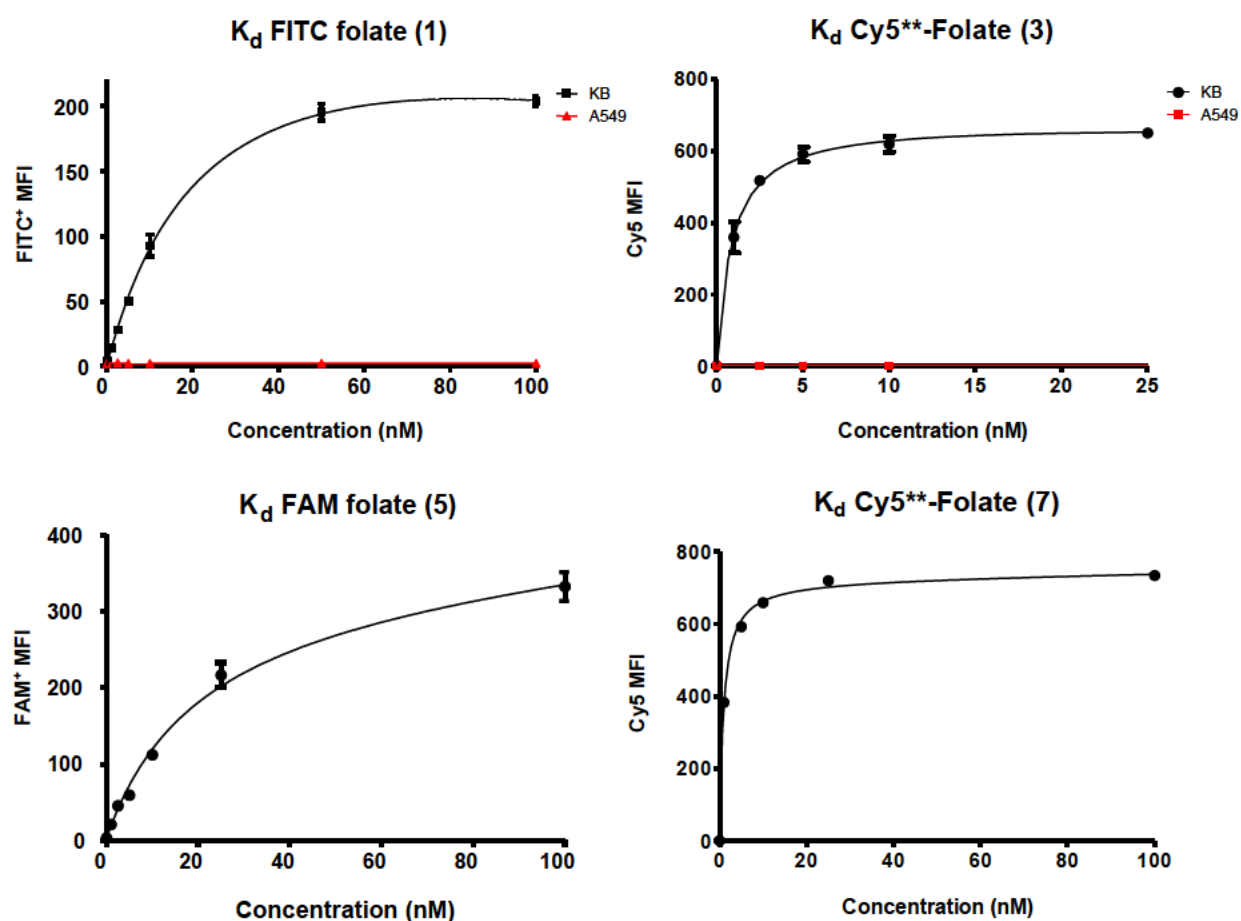 K_d FITC folate (1)
FITC⁺ MFI
200
150
100
50
0
0 20 40 60 80 100
Concentration (nM)
KB
A549
K_d Cy5**-Folate (3)
Cy5 MFI
800
600
400
200
0
0 5 10 15 20 25
Concentration (nM)
KB
A549
K_d FAM folate (5)
FAM⁺ MFI
400
300
200
100
0
0 20 40 60 80 100
Concentration (nM)
K_d Cy5**-Folate (7)
Cy5 MFI
800
600
400
200
0
0 20 40 60 80 100
Concentration (nM)